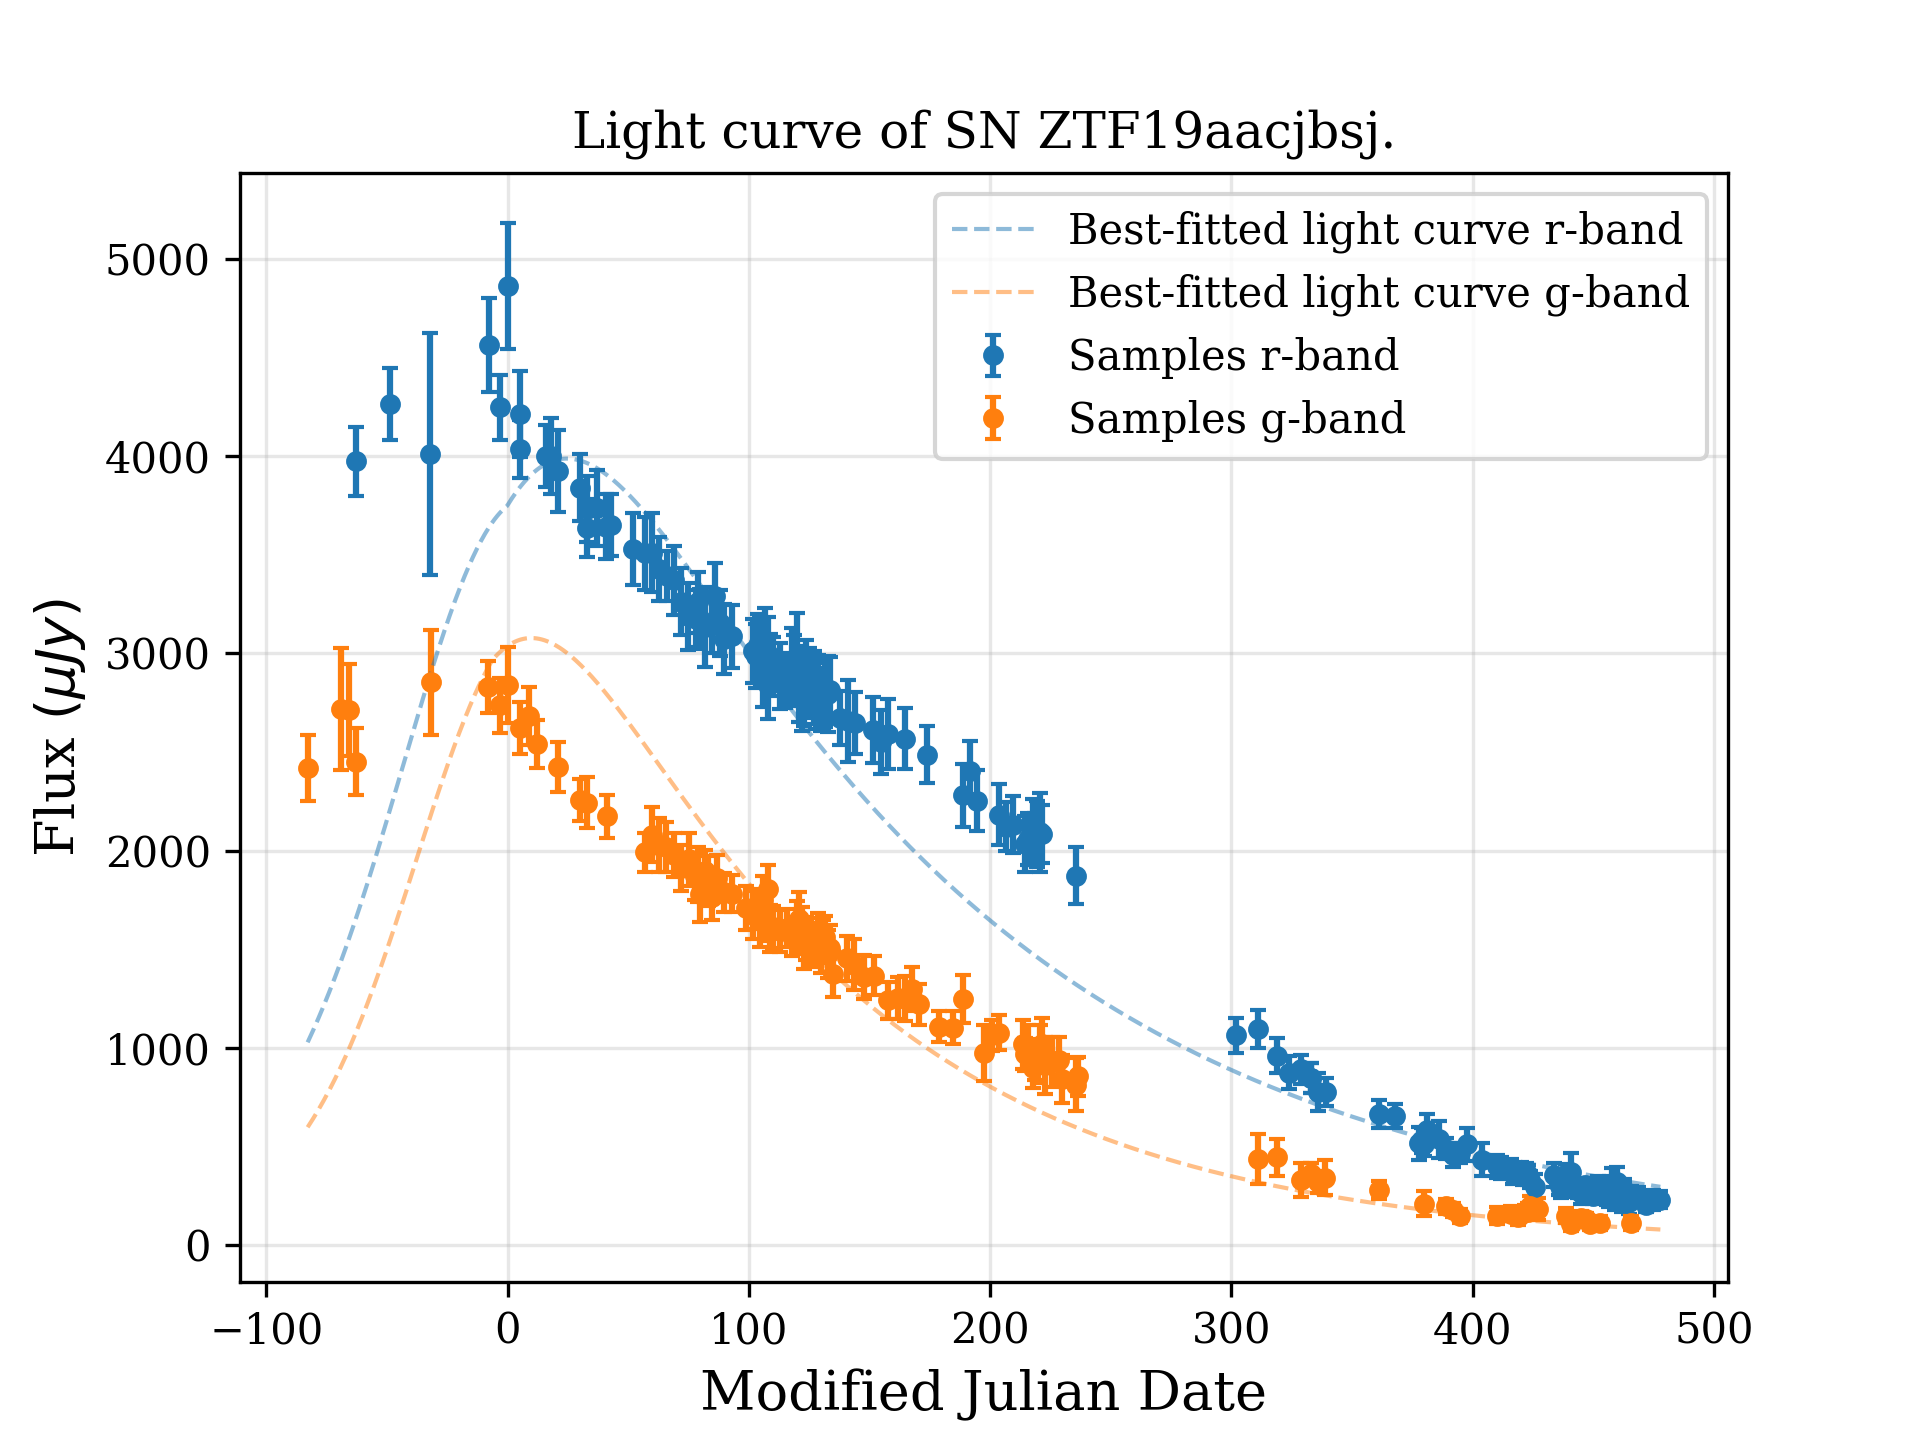 Light curve of SN ZTF19aacjbsj.
Best-fitted light curve r-band
Best-fitted light curve g-band
Samples r-band
Samples g-band
5000
4000
3000
2000
1000
0
Flux (μJy)
−100 0 100 200 300 400 500
Modified Julian Date